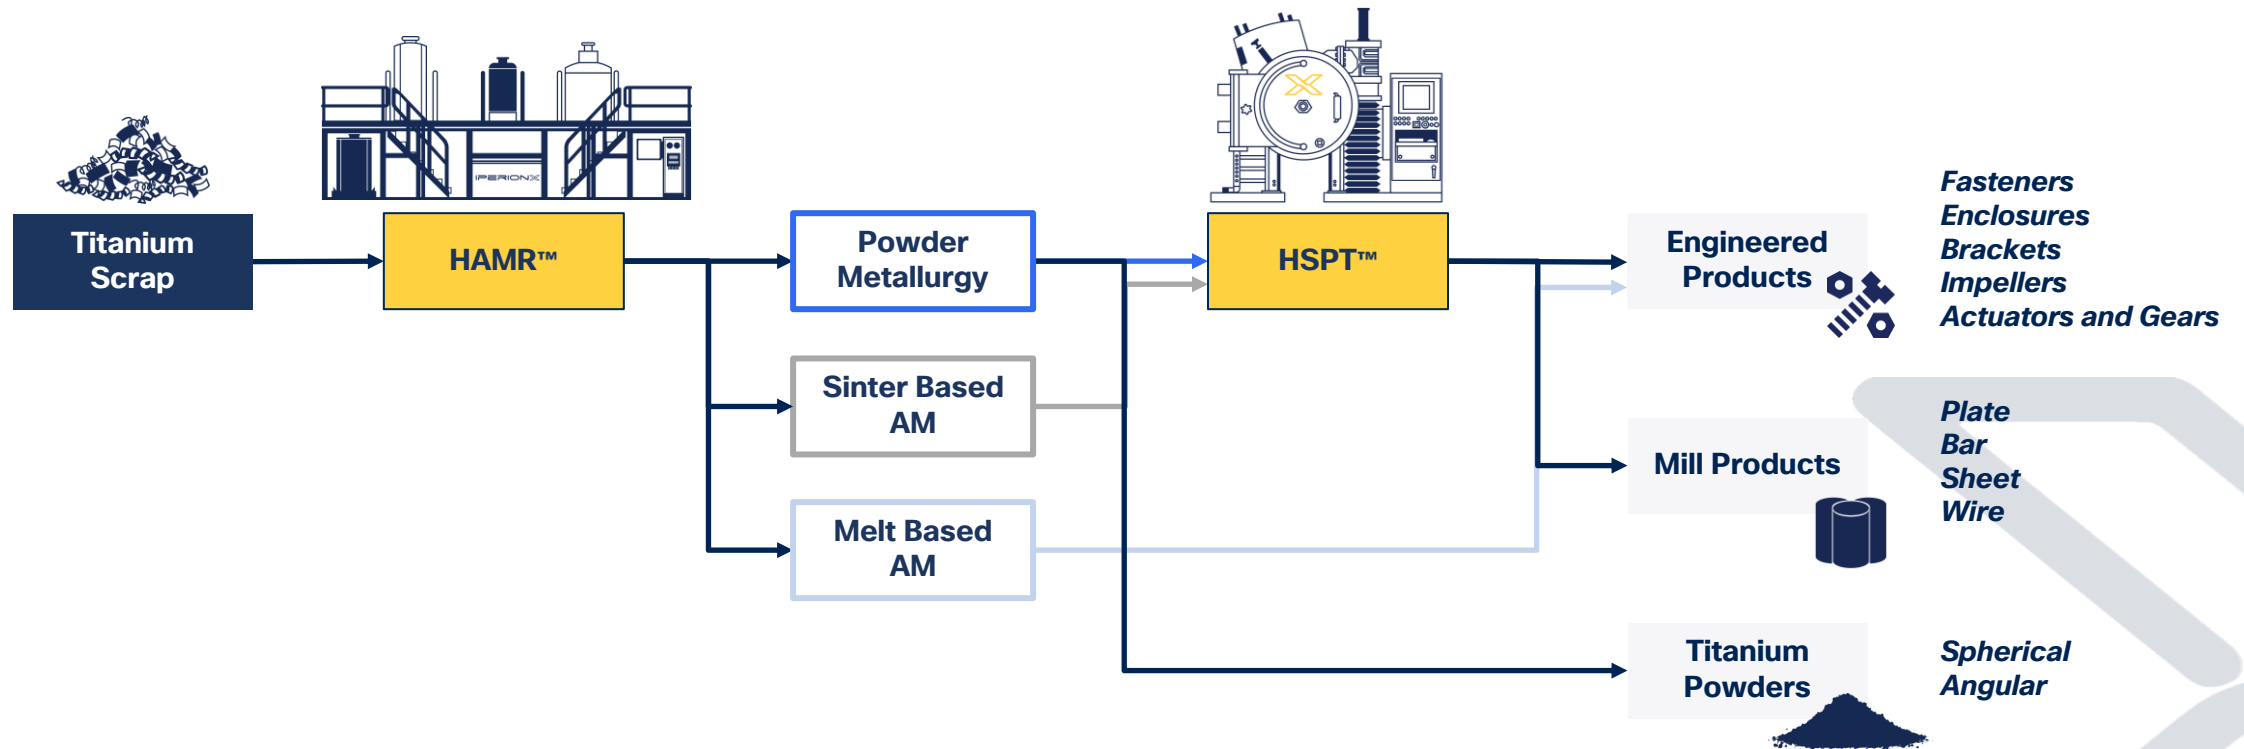 IPERIONX
Titanium
Scrap
HAMR™
Powder
Metallurgy
Sinter Based
AM
Melt Based
AM
HSPT™
Engineered
Products
Fasteners
Enclosures
Brackets
Impellers
Actuators and Gears
Mill Products
Plate
Bar
Sheet
Wire
Titanium
Powders
Spherical
Angular